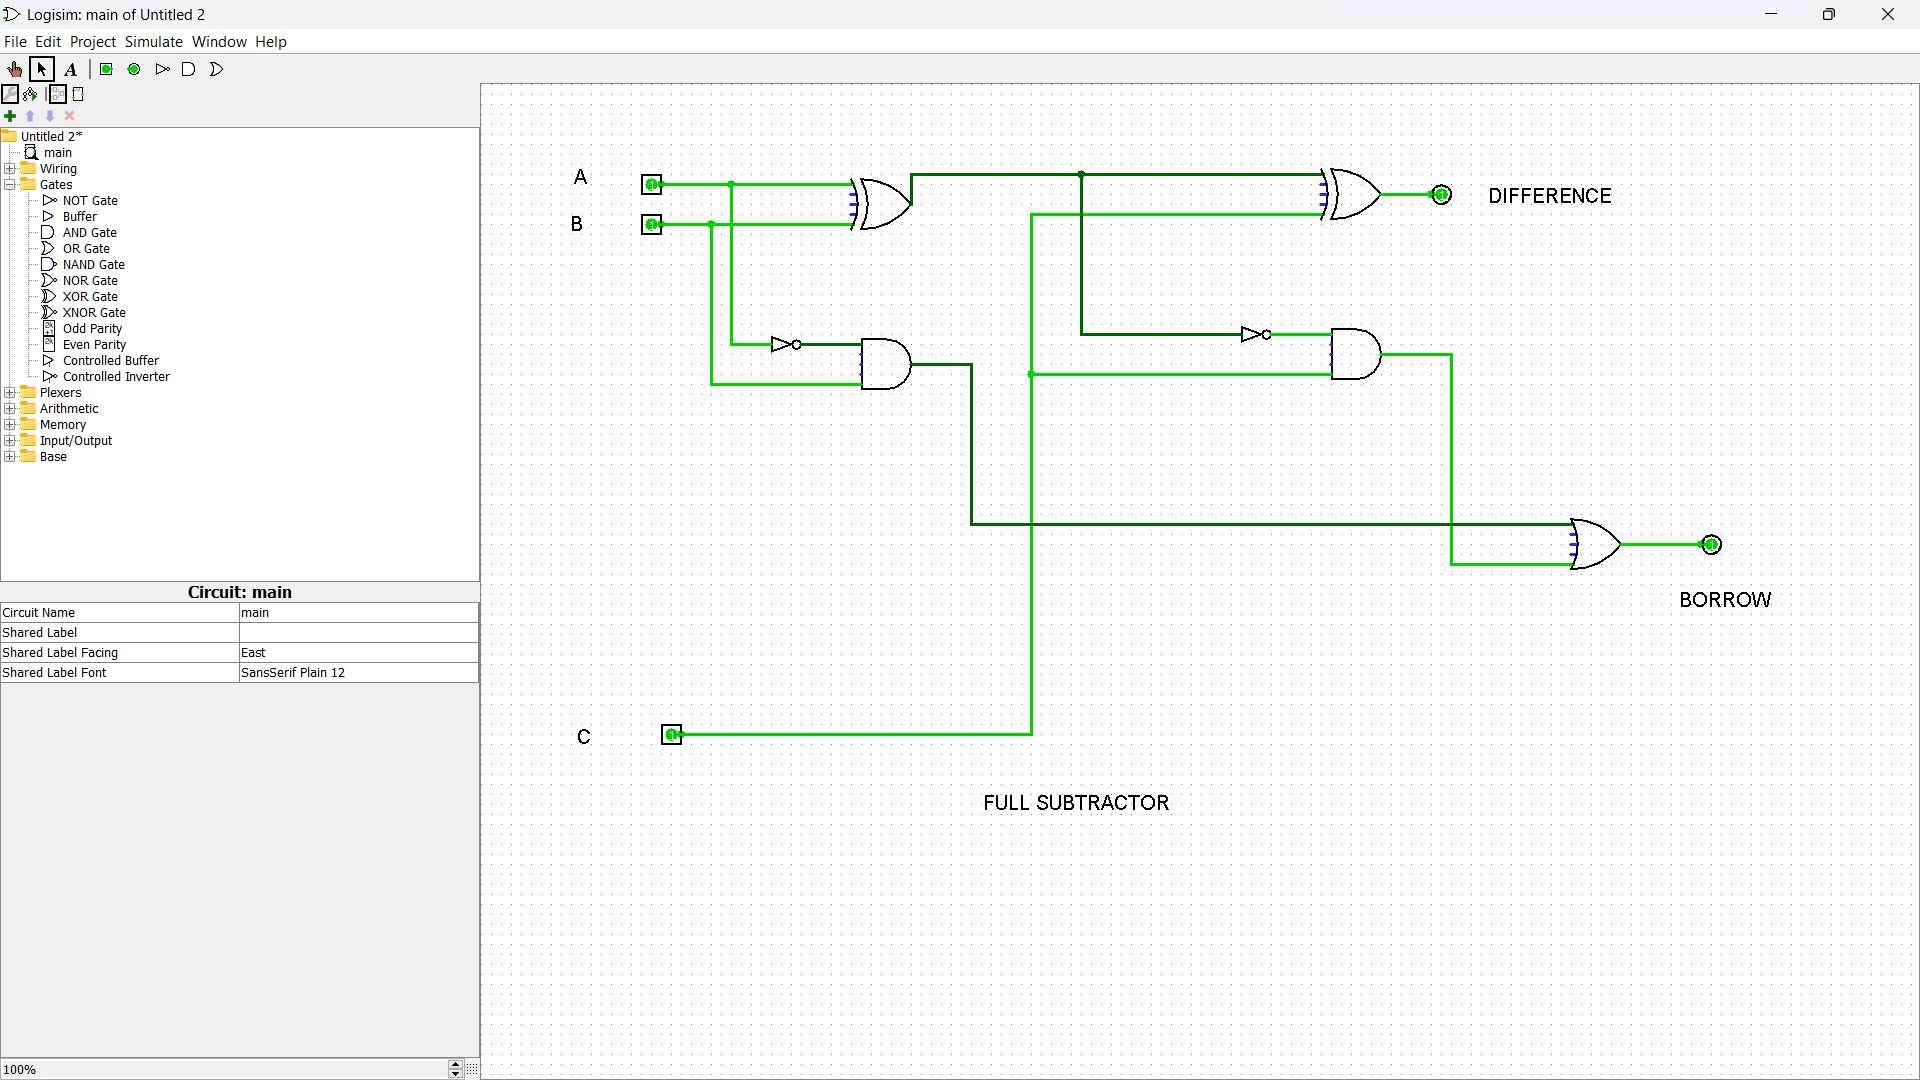 Logisim: main of Untitled 2
File Edit Project Simulate Window Help
A
Untitled 2*
main
Wiring
Gates
NOT Gate
Buffer
AND Gate
OR Gate
NAND Gate
NOR Gate
XOR Gate
XNOR Gate
Odd Parity
Even Parity
Controlled Buffer
Controlled Inverter
Plexers
Arithmetic
Memory
Input/Output
Base
Circuit: main
Circuit Name main
Shared Label
Shared Label Facing East
Shared Label Font SansSerif Plain 12
100%
A 1
B 1
1 DIFFERENCE
1
BORROW
C 1
FULL SUBTRACTOR